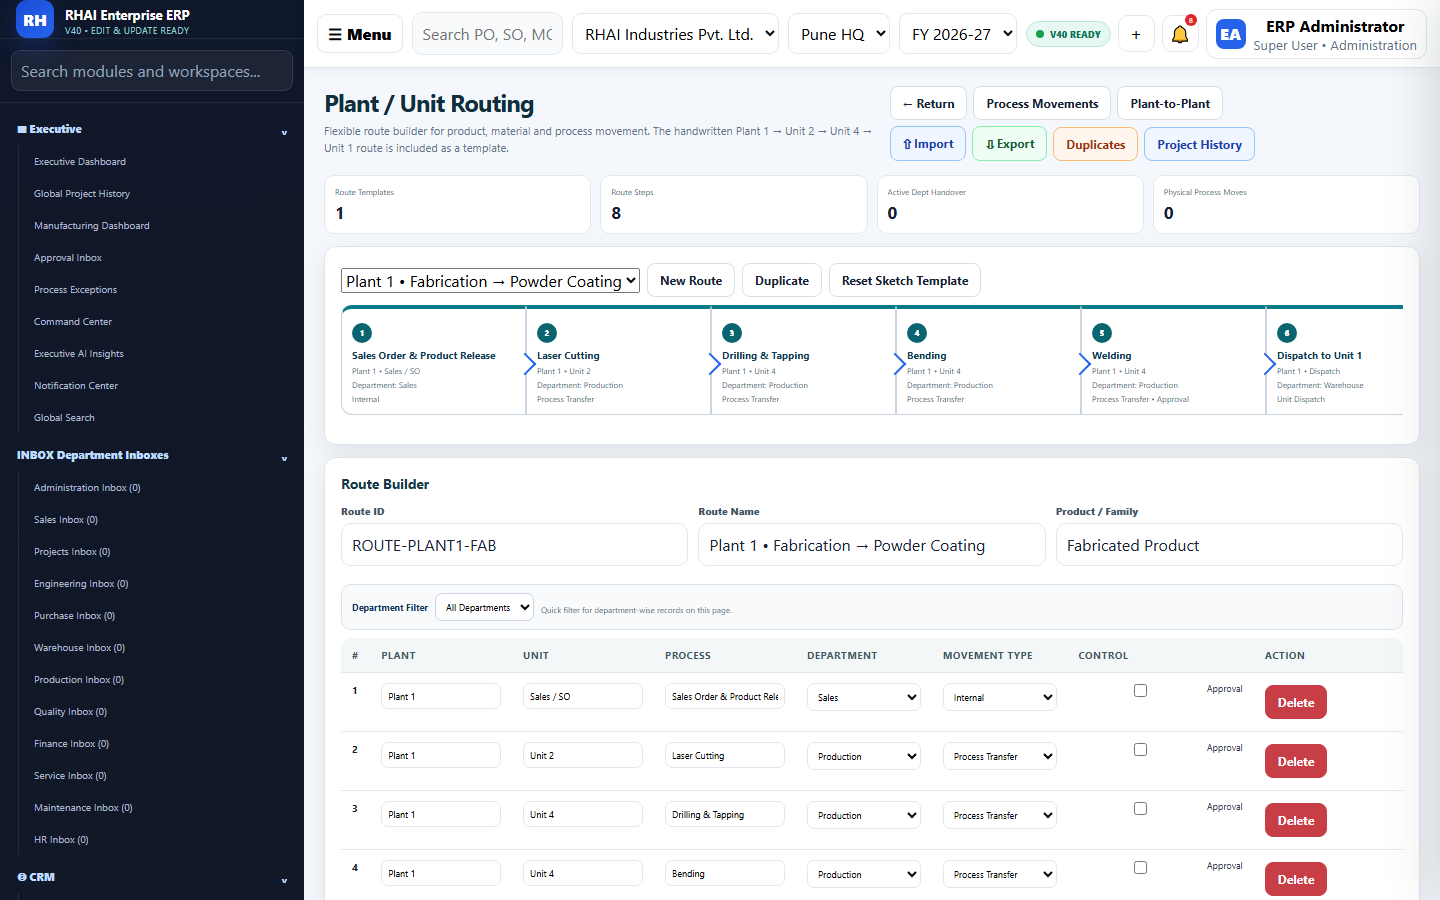 RH
RHAI Enterprise ERP
V40 • EDIT & UPDATE READY
Search modules and workspaces...
Executive
Executive Dashboard
Global Project History
Manufacturing Dashboard
Approval Inbox
Process Exceptions
Command Center
Executive AI Insights
Notification Center
Global Search
INBOX Department Inboxes
Administration Inbox (0)
Sales Inbox (0)
Projects Inbox (0)
Engineering Inbox (0)
Purchase Inbox (0)
Warehouse Inbox (0)
Production Inbox (0)
Quality Inbox (0)
Finance Inbox (0)
Service Inbox (0)
Maintenance Inbox (0)
HR Inbox (0)
CRM
☰ Menu
Search PO, SO, MO
RHAI Industries Pvt. Ltd.
Pune HQ
FY 2026-27
V40 READY
+
8
EA
ERP Administrator
Super User • Administration
Plant / Unit Routing
Flexible route builder for product, material and process movement. The handwritten Plant 1 → Unit 2 → Unit 4 →
Unit 1 route is included as a template.
← Return
Process Movements
Plant-to-Plant
⇧ Import
⇩ Export
Duplicates
Project History
Route Templates
1
Route Steps
8
Active Dept Handover
0
Physical Process Moves
0
Plant 1 • Fabrication → Powder Coating
New Route
Duplicate
Reset Sketch Template
1
Sales Order & Product Release
Plant 1 • Sales / SO
Department: Sales
Internal
2
Laser Cutting
Plant 1 • Unit 2
Department: Production
Process Transfer
3
Drilling & Tapping
Plant 1 • Unit 4
Department: Production
Process Transfer
4
Bending
Plant 1 • Unit 4
Department: Production
Process Transfer
5
Welding
Plant 1 • Unit 4
Department: Production
Process Transfer • Approval
6
Dispatch to Unit 1
Plant 1 • Dispatch
Department: Warehouse
Unit Dispatch
Route Builder
Route ID
ROUTE-PLANT1-FAB
Route Name
Plant 1 • Fabrication → Powder Coating
Product / Family
Fabricated Product
Department Filter
All Departments
Quick filter for department-wise records on this page.
# PLANT UNIT PROCESS DEPARTMENT MOVEMENT TYPE CONTROL ACTION
1 Plant 1 Sales / SO Sales Order & Product Rele Sales Internal Approval Delete
2 Plant 1 Unit 2 Laser Cutting Production Process Transfer Approval Delete
3 Plant 1 Unit 4 Drilling & Tapping Production Process Transfer Approval Delete
4 Plant 1 Unit 4 Bending Production Process Transfer Approval Delete